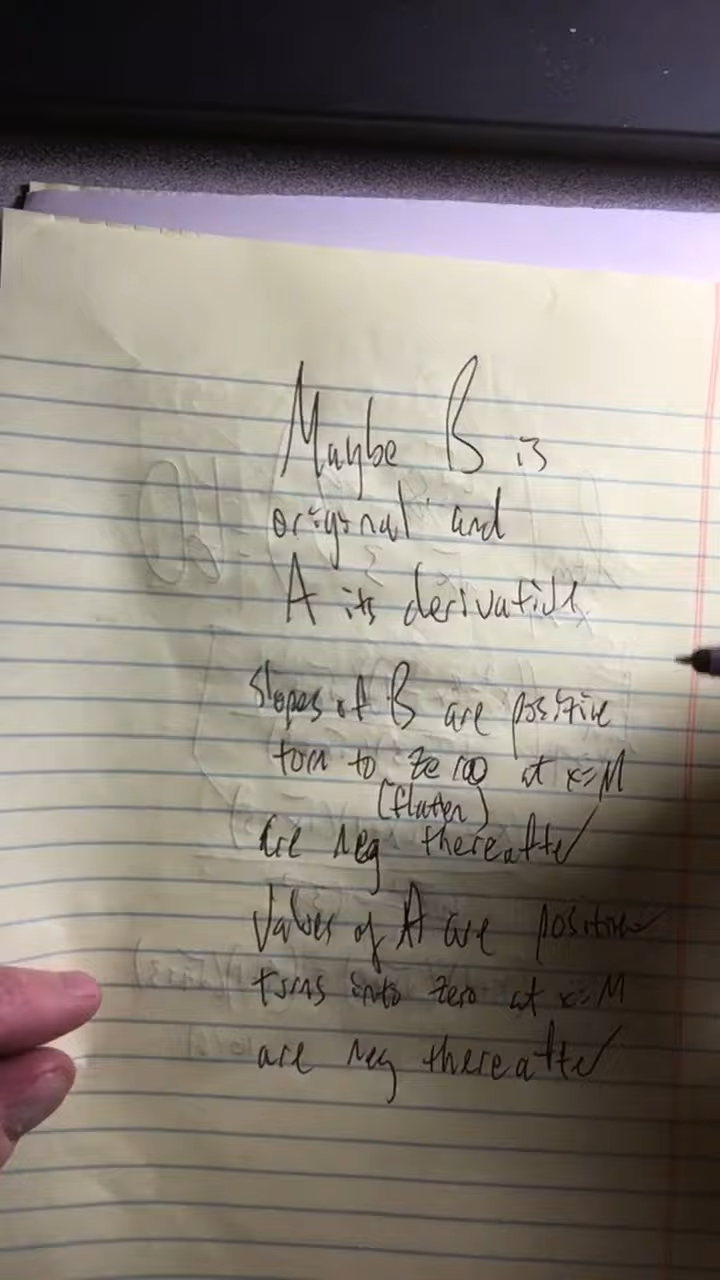 Maybe B is
original and
A its derivative
Slopes of B are positive
turn to zero at x=M
(flatten)
are neg thereafter
Values of A are positive
turns into zero at x=M
are neg thereafter